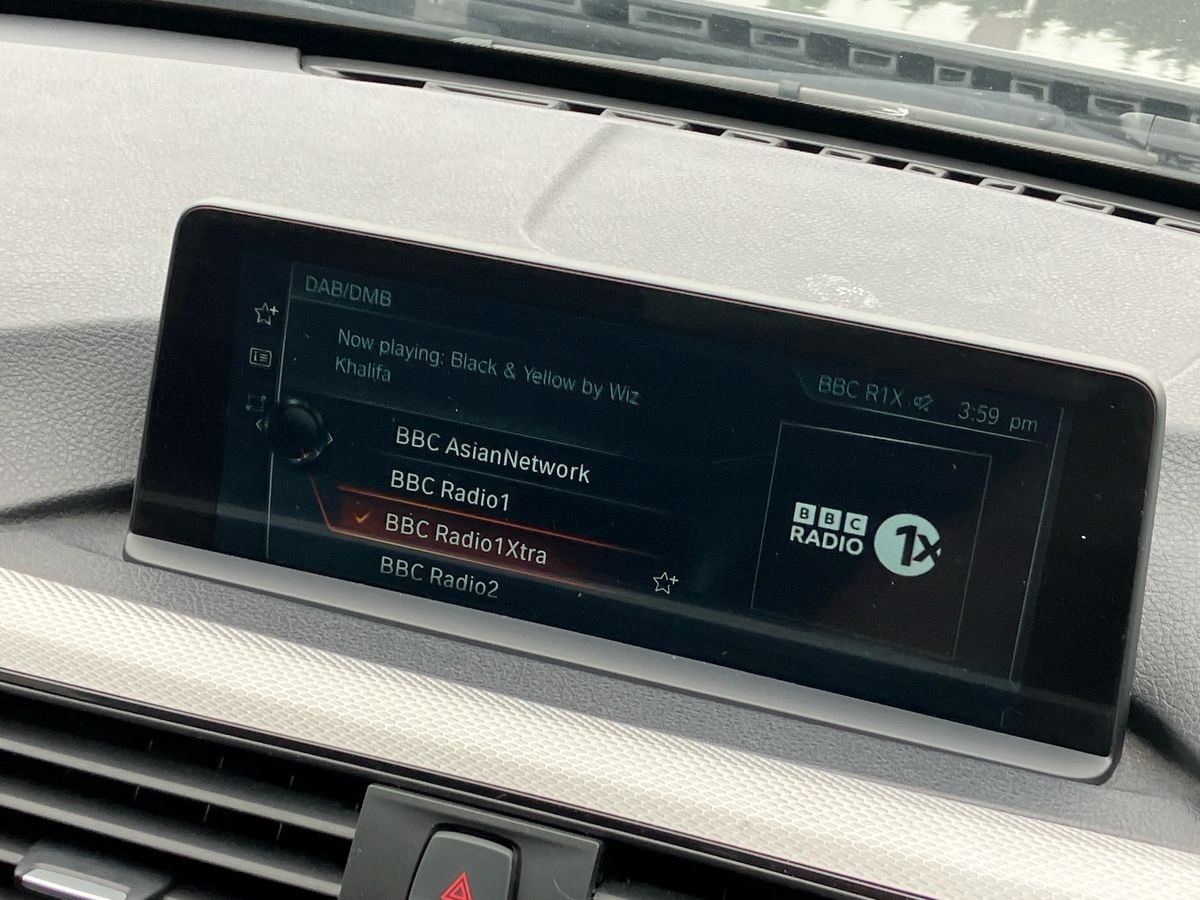 DAB/DMB
Now playing: Black & Yellow by Wiz
Khalifa
BBC R1X
3:59 pm
BBC AsianNetwork
BBC Radio1
BBC Radio1Xtra
BBC Radio2
BBC
RADIO
1X